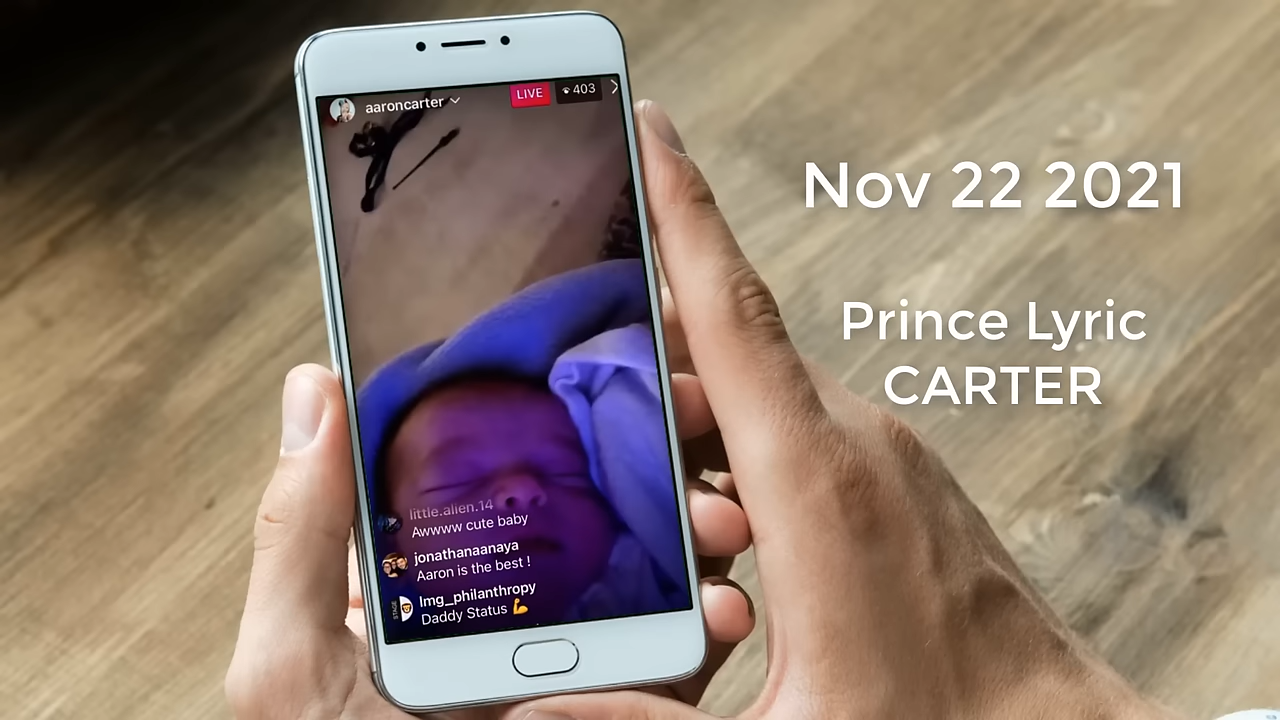 aaroncarter
LIVE
403
Nov 22 2021
Prince Lyric
CARTER
little.alien.14
Awwww cute baby
jonathanaanaya
Aaron is the best !
lmg_philanthropy
Daddy Status 💪
STAGE